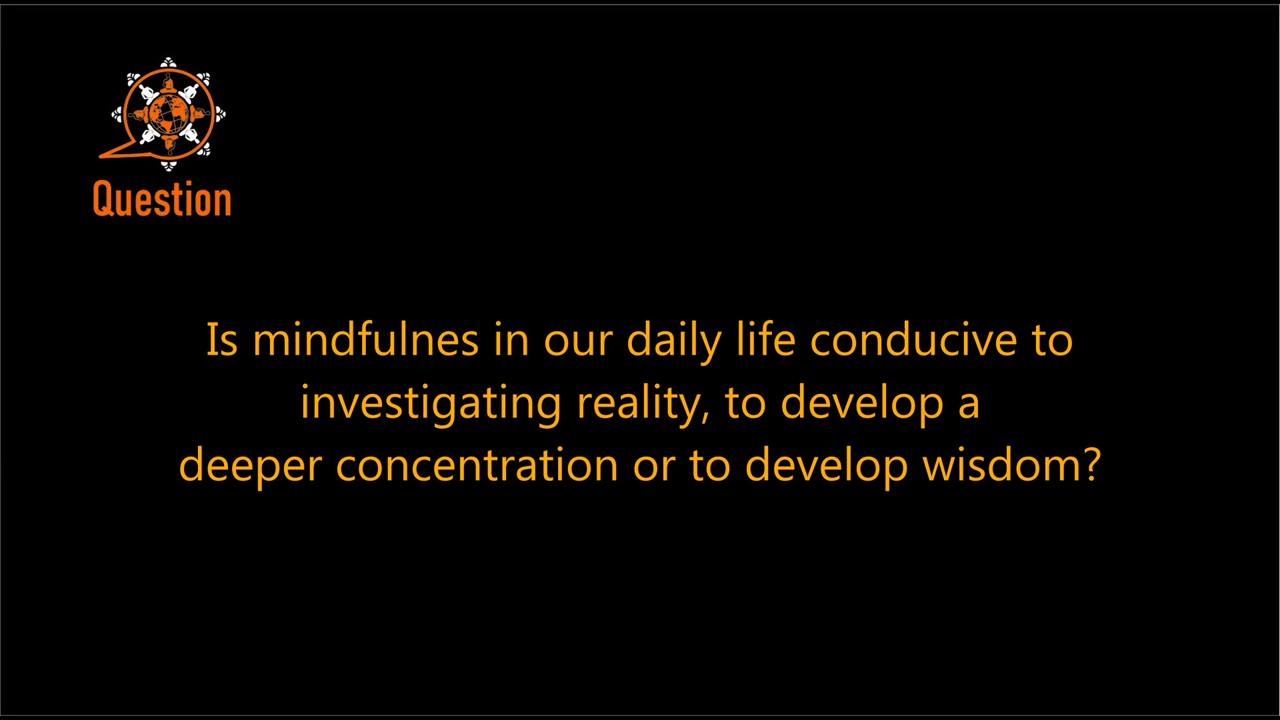 Question
Is mindfulnes in our daily life conducive to
investigating reality, to develop a
deeper concentration or to develop wisdom?